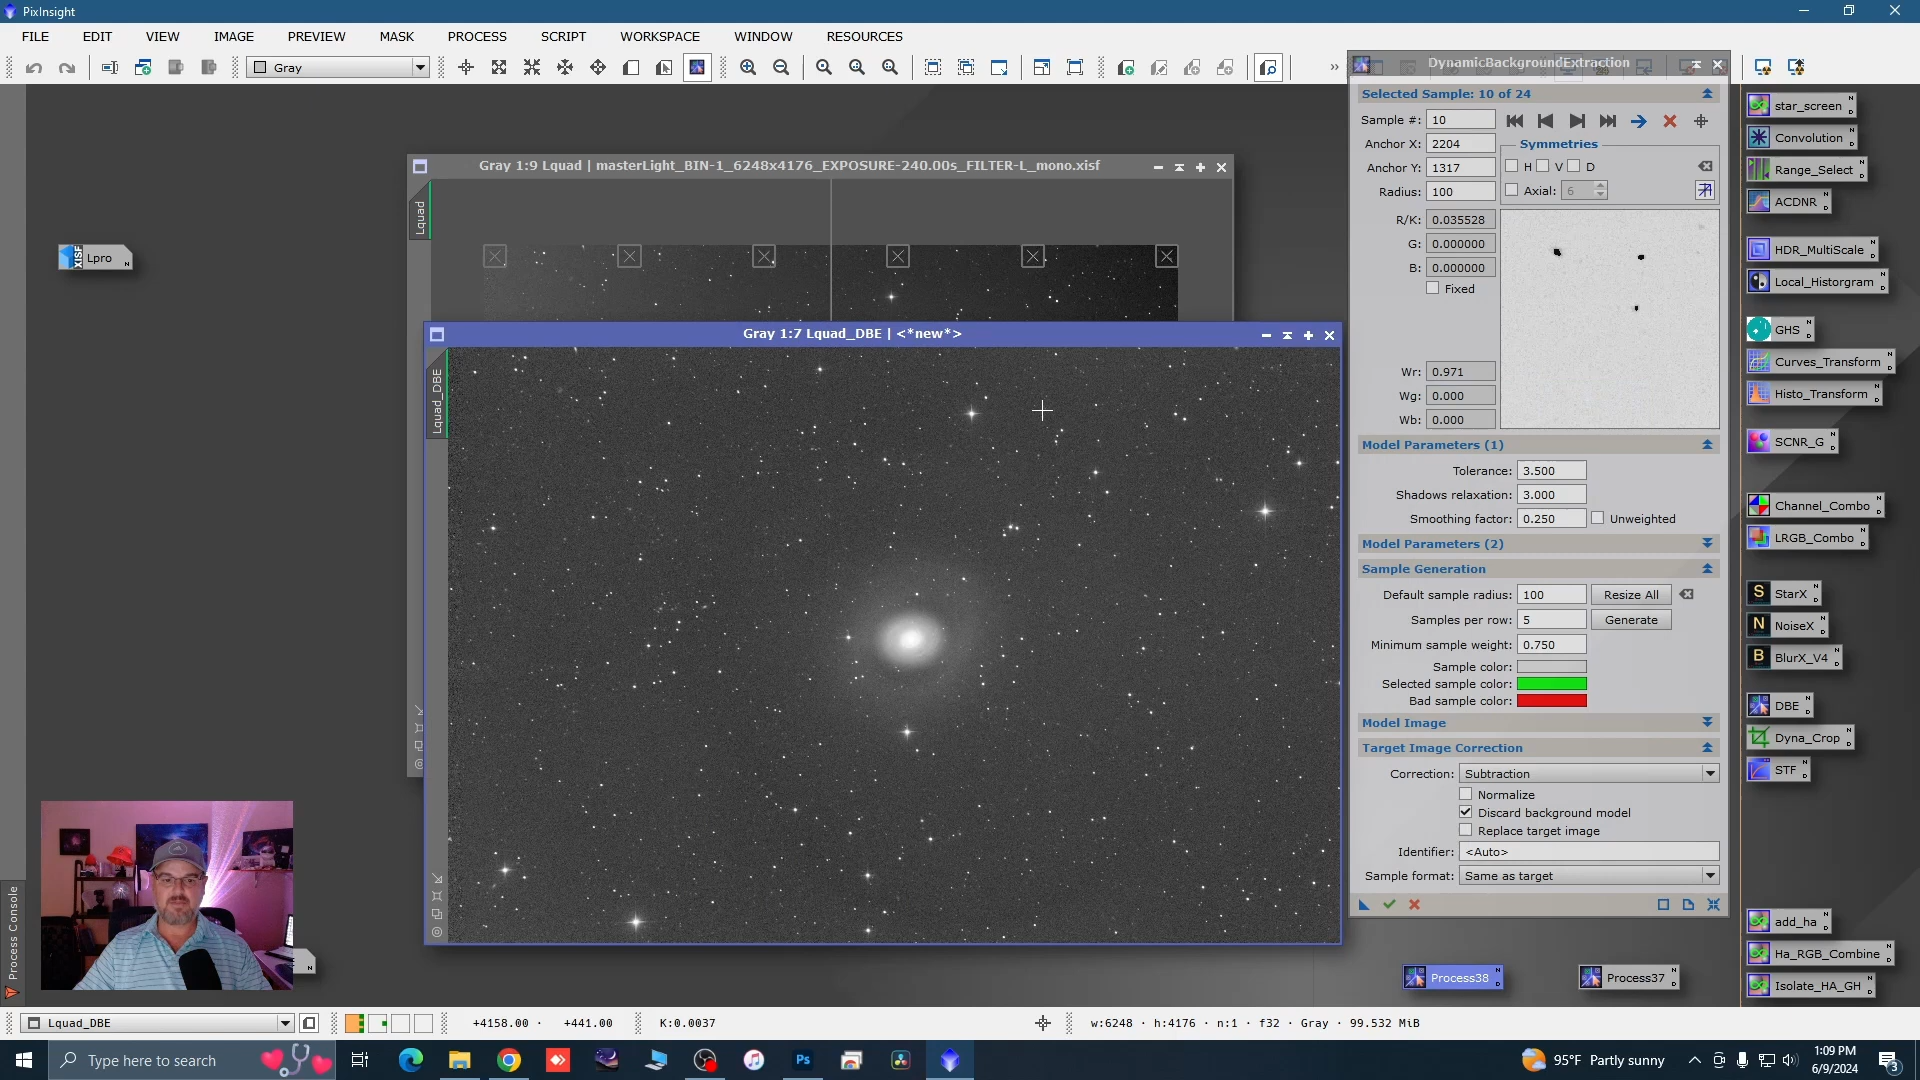 PixInsight
FILE EDIT VIEW IMAGE PREVIEW MASK PROCESS SCRIPT WORKSPACE WINDOW RESOURCES
Gray
»
DynamicBackgroundExtraction
Selected Sample: 10 of 24
Sample #: 10
Anchor X: 2204
Symmetries
Anchor Y: 1317
H V D
Radius: 100
Axial: 6
R/K: 0.035528
G: 0.000000
B: 0.000000
Fixed
Wr: 0.971
Wg: 0.000
Wb: 0.000
Model Parameters (1)
Tolerance: 3.500
Shadows relaxation: 3.000
Smoothing factor: 0.250 Unweighted
Model Parameters (2)
Sample Generation
Default sample radius: 100 Resize All
Samples per row: 5 Generate
Minimum sample weight: 0.750
Sample color:
Selected sample color:
Bad sample color:
Model Image
Target Image Correction
Correction: Subtraction
Normalize
Discard background model
Replace target image
Identifier: <Auto>
Sample format: Same as target
Gray 1:9 Lquad | masterLight_BIN-1_6248x4176_EXPOSURE-240.00s_FILTER-L_mono.xisf
Lquad
Gray 1:7 Lquad_DBE | <*new*>
Lquad_DBE
XISF Lpro N
star_screen N
Convolution D
Range_Select N D
ACDNR N D
HDR_MultiScale N D
Local_Historgram N D
GHS N D
Curves_Transform N D
Histo_Transform N D
SCNR_G N D
Channel_Combo N D
LRGB_Combo N D
S StarX N D
N NoiseX N D
B BlurX_V4 N D
DBE N D
Dyna_Crop N D
STF N D
add_ha N D
Ha_RGB_Combine N D
Isolate_HA_GH N D
Process38 N D
Process37 N D
N
Process Console
Lquad_DBE +4158.00 · +441.00 K:0.0037 w:6248 · h:4176 · n:1 · f32 · Gray · 99.532 MiB
Type here to search
Ps
95°F Partly sunny
1:09 PM
6/9/2024
3